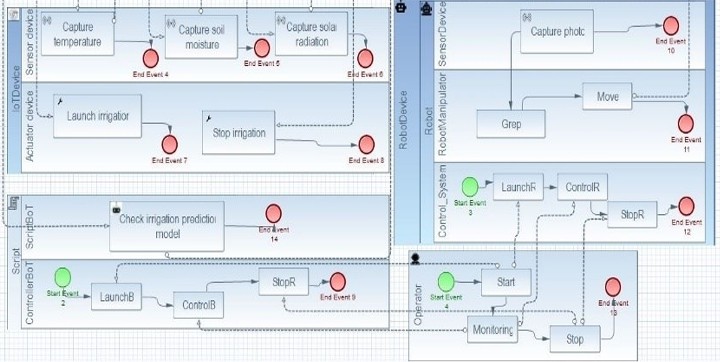 IoTDevice
Sensor device
Capture
temperature
End Event 4
Capture soil
moisture
End Event 5
Capture solai
radiation
End Event 6
Actuator device
Launch irrigatior
End Event 7
Stop irrigation
End Event 8
Script
ScriptBoT
Check irrigation predictio
model
End Event
14
ControllerBoT
Start Event
2
LaunchB
ControlB
StopR
End Event 9
RobotDevice
Robot
SensorDevice
Capture photc
End Event
10
RobotManipulator
Grep
Move
End Event
11
Control_System
Start Event
3
LaunchR
ControlR
StopR
End Event
12
Operator
Start Event
4
Start
Monitoring
Stop
End Event
13